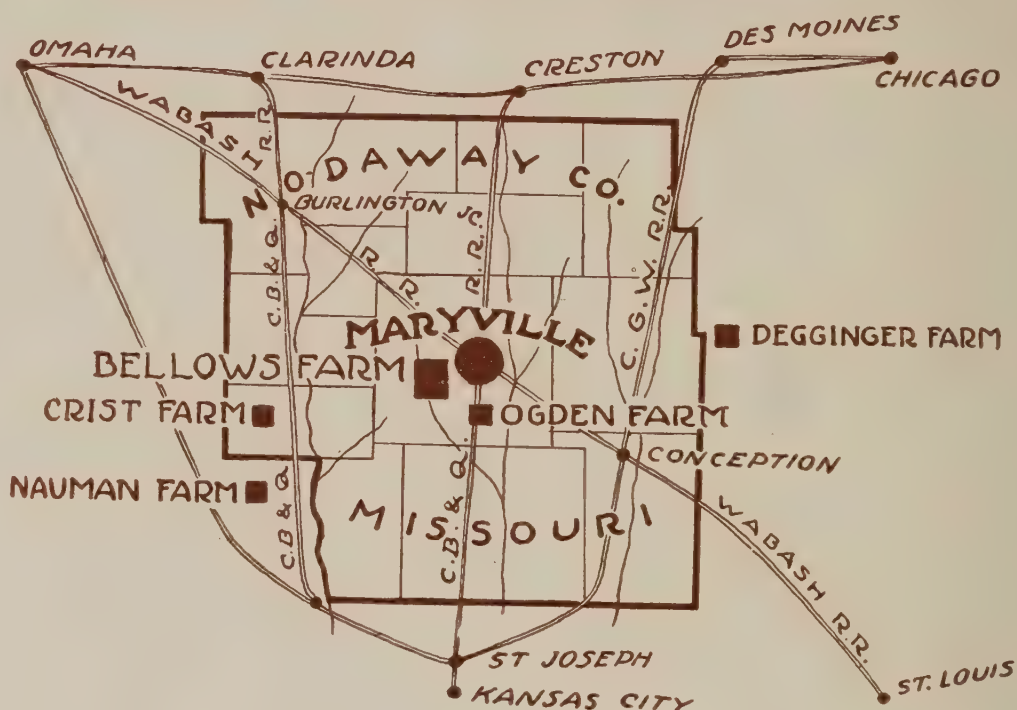 OMAHA
CLARINDA
CRESTON
DES MOINES
CHICAGO
WABASH
R.R.
NODAWAY CO.
BURLINGTON JC.
C.B. & Q.
R. R.
R. R.
C. G. W. R. R.
MARYVILLE
BELLOWS FARM
DEGGINGER FARM
CRIST FARM
OGDEN FARM
NAUMAN FARM
CONCEPTION
MISSOURI
C.B & Q
C.B. & Q.
WABASH R.R.
ST JOSEPH
KANSAS CITY
ST. LOUIS